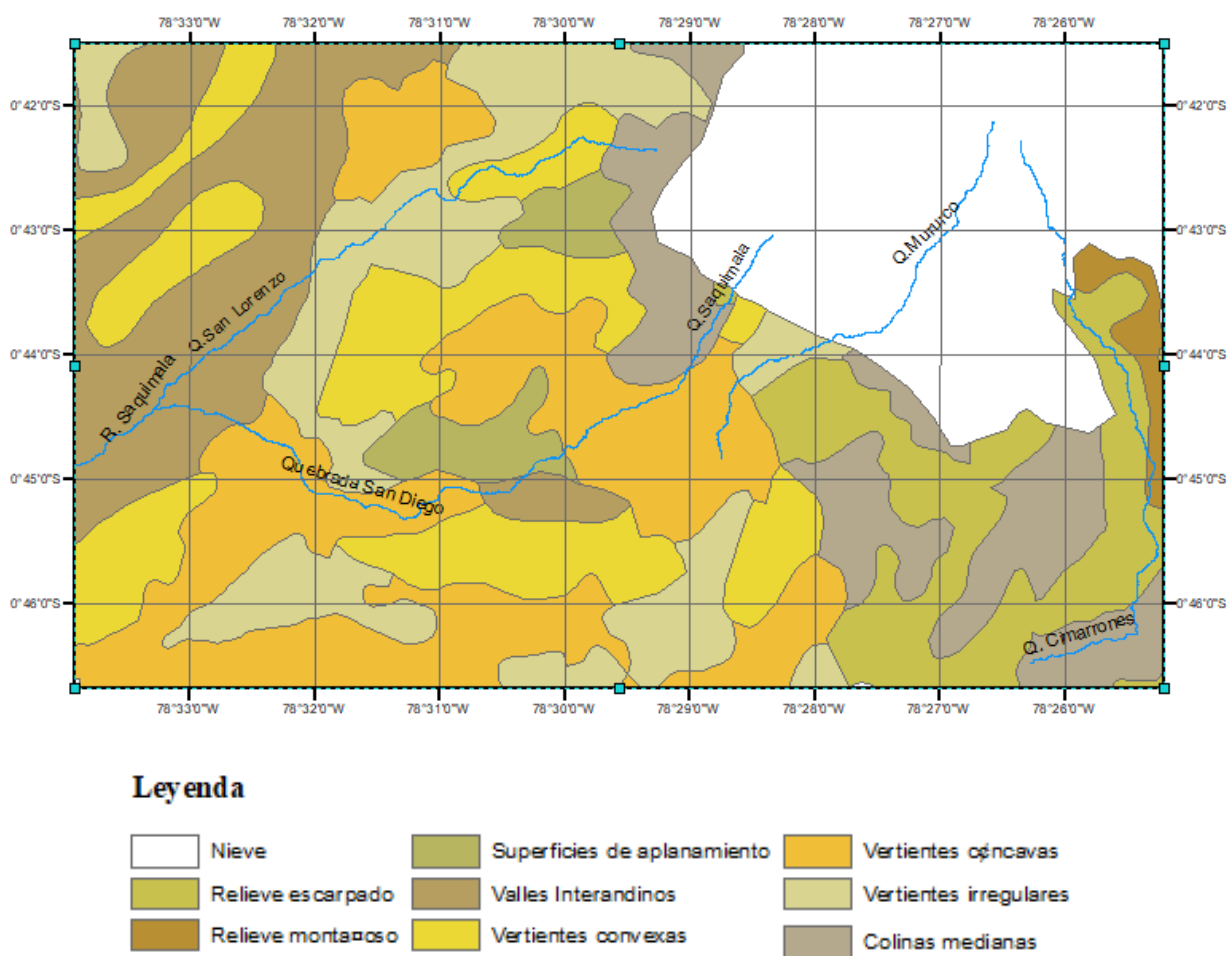 78°33'0"W 78°32'0"W 78°31'0"W 78°30'0"W 78°29'0"W 78°28'0"W 78°27'0"W 78°26'0"W
0°42'0"S 0°42'0"S
0°43'0"S 0°43'0"S
0°44'0"S 0°44'0"S
0°45'0"S 0°45'0"S
0°46'0"S 0°46'0"S
Q.Mururco
Q.Saquimala
Q.San Lorenzo
R. Saquimala
Quebrada San Diego
Q. Cimarrones
78°33'0"W 78°32'0"W 78°31'0"W 78°30'0"W 78°29'0"W 78°28'0"W 78°27'0"W 78°26'0"W
Leyenda
Nieve
Relieve escarpado
Relieve monta¤oso
Superficies de aplanamiento
Valles Interandinos
Vertientes convexas
Vertientes c¢ncavas
Vertientes irregulares
Colinas medianas